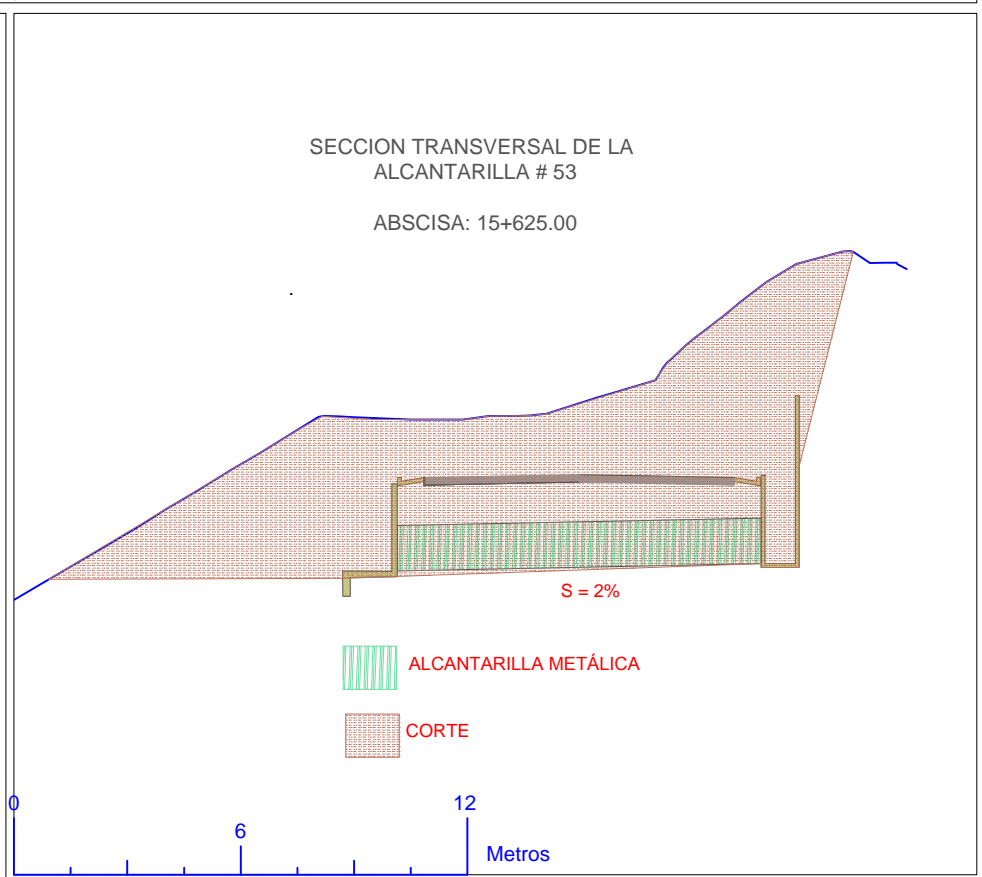 SECCION TRANSVERSAL DE LA
ALCANTARILLA # 53
ABSCISA: 15+625.00
S = 2%
ALCANTARILLA METÁLICA
CORTE
0
6
12
Metros